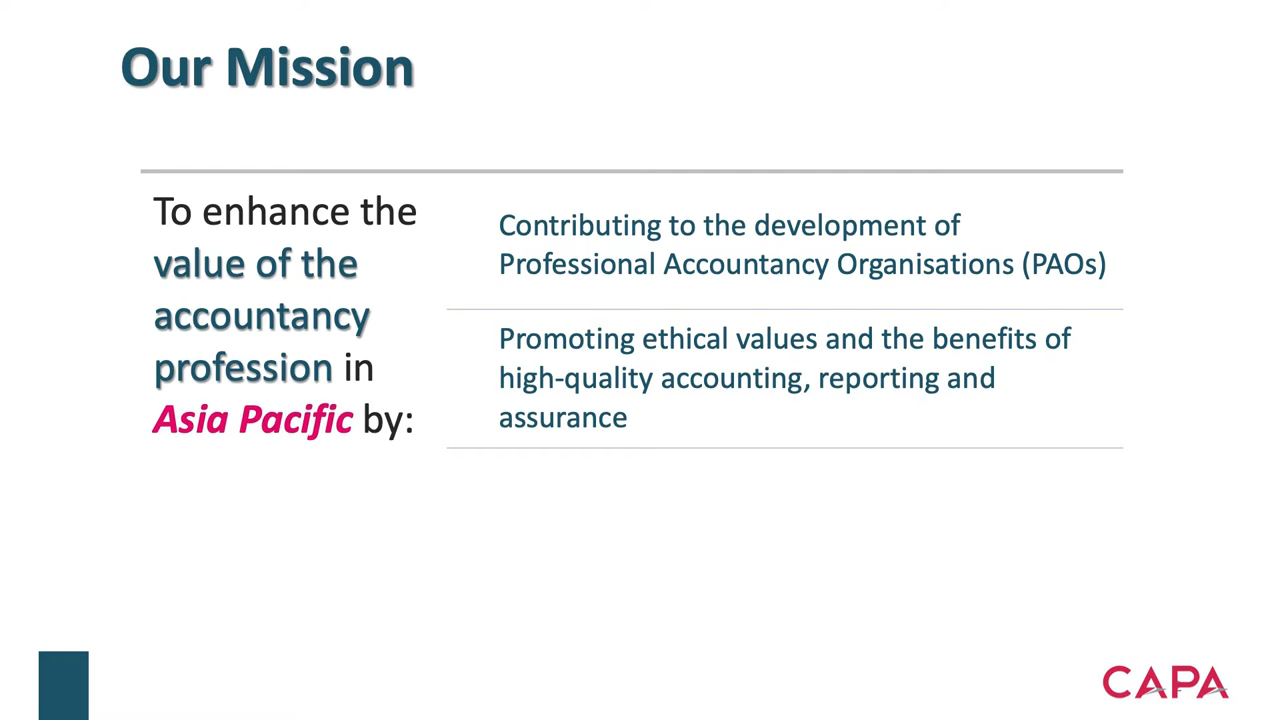 Our Mission
To enhance the
value of the
accountancy
profession in
Asia Pacific by:
Contributing to the development of
Professional Accountancy Organisations (PAOs)
Promoting ethical values and the benefits of
high-quality accounting, reporting and
assurance
CAPA